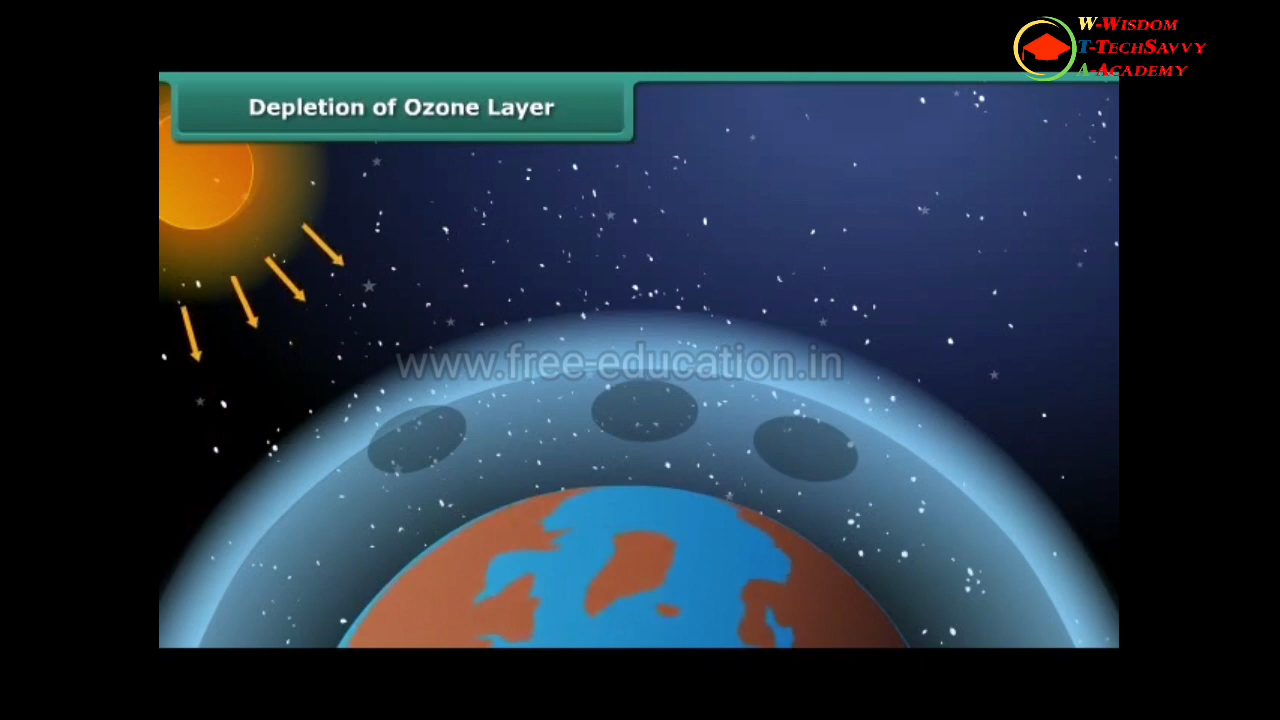 W-Wisdom
T-TechSavvy
A-Academy
Depletion of Ozone Layer
www.free-education.in